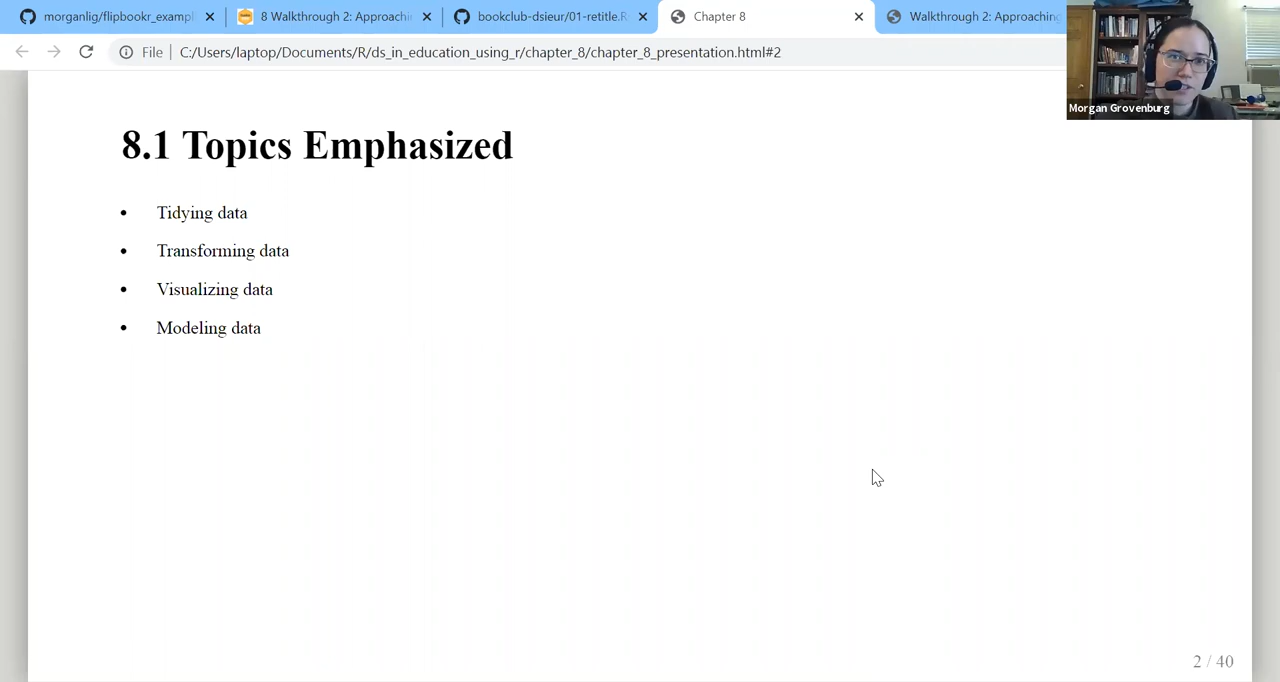 morganlig/flipbookr_exampl
8 Walkthrough 2: Approachin
bookclub-dsiedur/01-retitle.R
Chapter 8
Walkthrough 2: Approaching
File | C:/Users/laptop/Documents/R/ds_in_education_using_r/chapter_8/chapter_8_presentation.html#2
Morgan Grovenburg
8.1 Topics Emphasized
• Tidying data
• Transforming data
• Visualizing data
• Modeling data
2 / 40